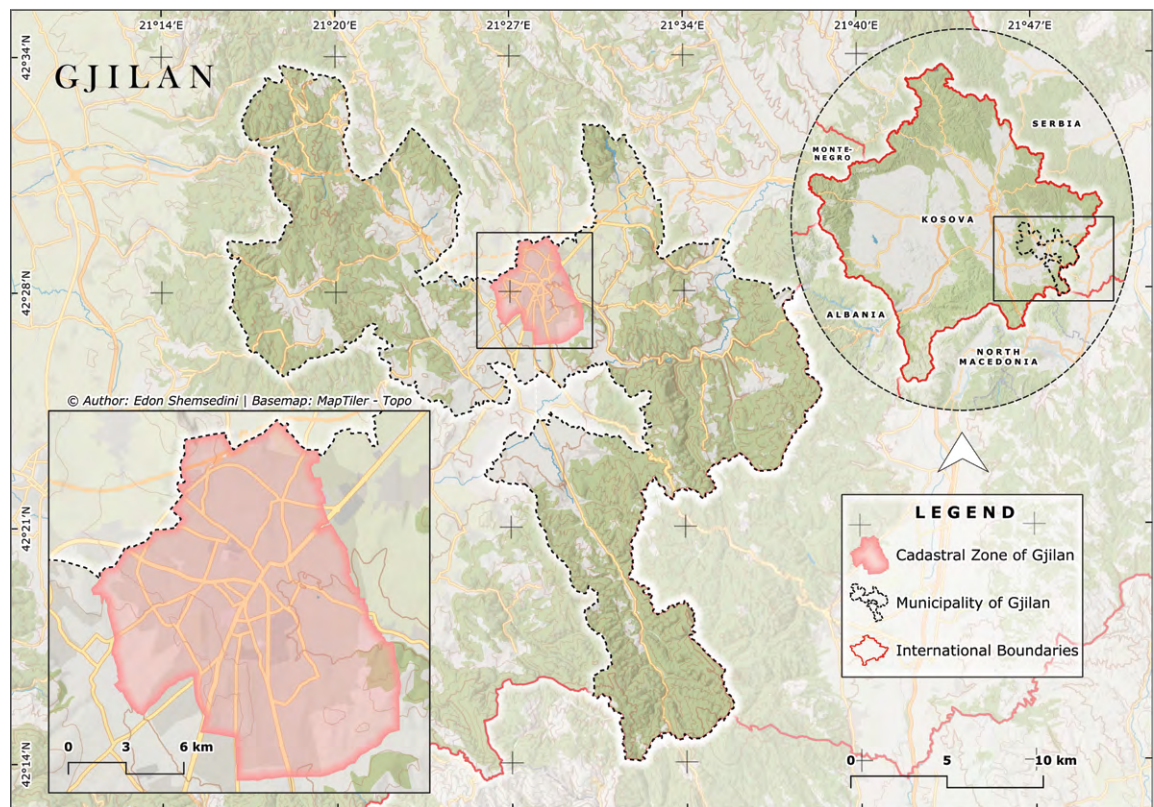 21°14′E
21°20′E
21°27′E
21°34′E
21°40′E
21°47′E
42°34′N
42°28′N
42°21′N
42°14′N
GJILAN
SERBIA
MONTE-
NEGRO
KOSOVA
ALBANIA
NORTH
MACEDONIA
© Author: Edon Shemsedini | Basemap: MapTiler - Topo
0 3 6 km
LEGEND
Cadastral Zone of Gjilan
Municipality of Gjilan
International Boundaries
0 5 10 km